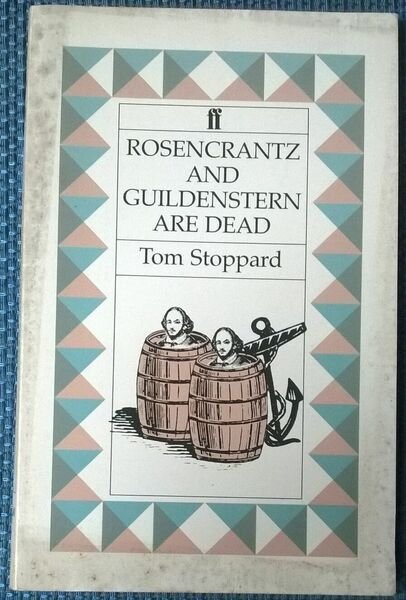 ff
ROSENCRANTZ
AND
GUILDENSTERN
ARE DEAD
Tom Stoppard